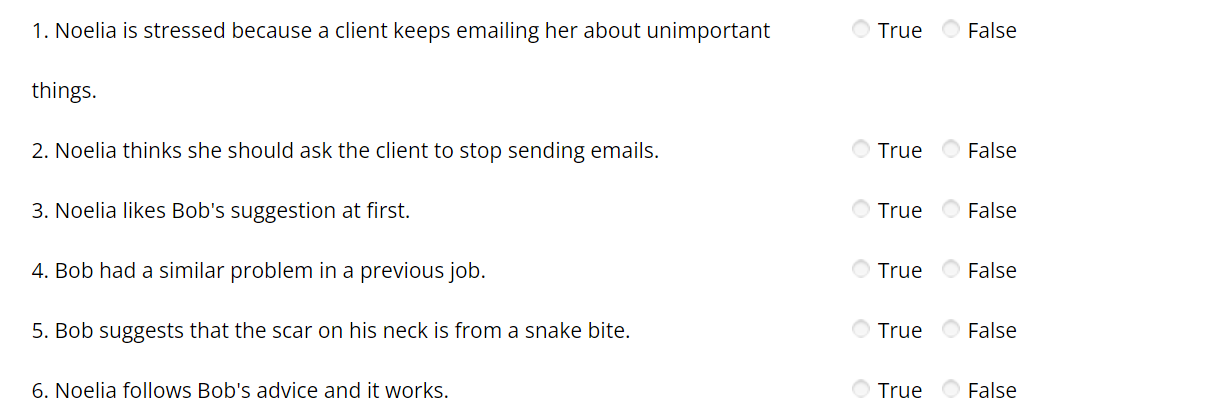 1. Noelia is stressed because a client keeps emailing her about unimportant True False
things.
2. Noelia thinks she should ask the client to stop sending emails. True False
3. Noelia likes Bob's suggestion at first. True False
4. Bob had a similar problem in a previous job. True False
5. Bob suggests that the scar on his neck is from a snake bite. True False
6. Noelia follows Bob's advice and it works. True False